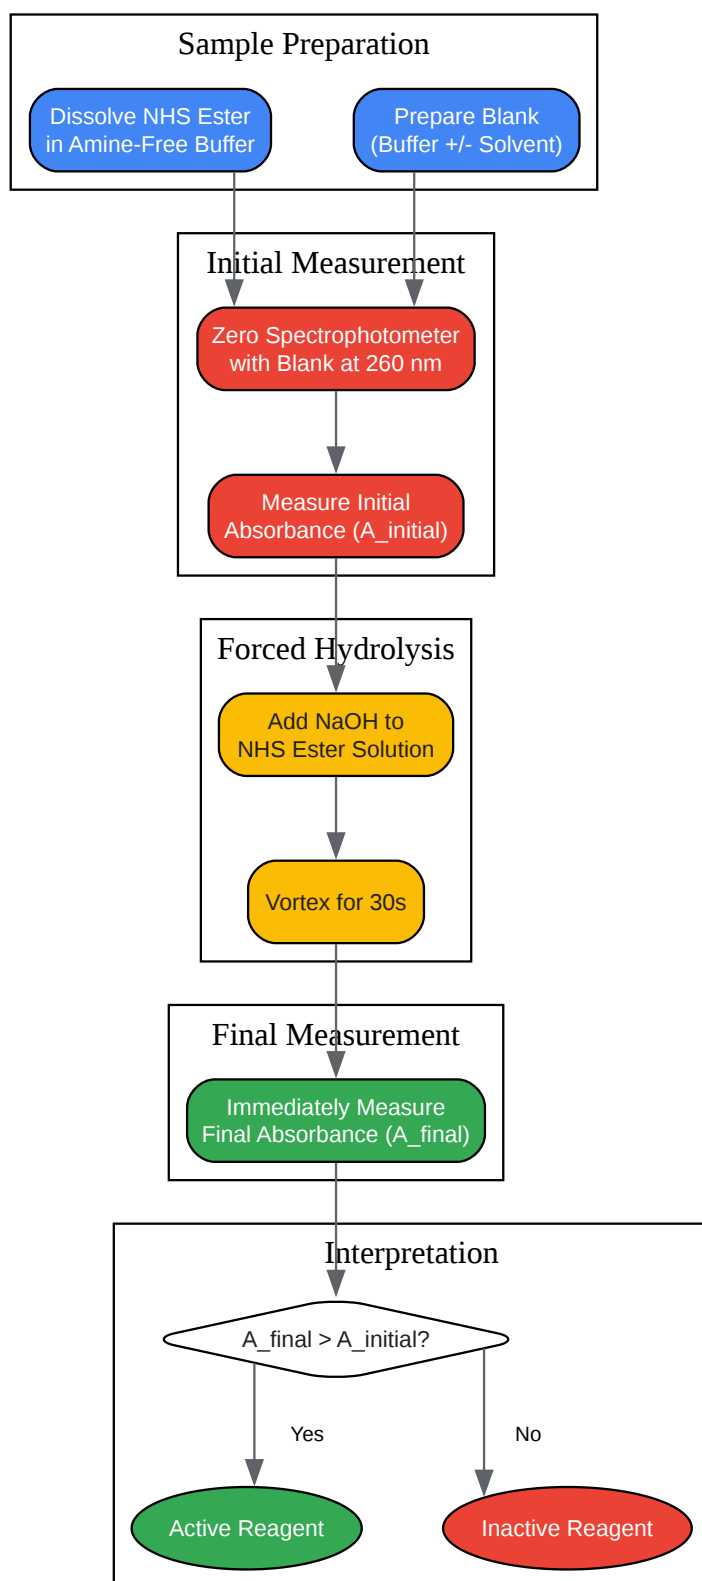 Sample Preparation
Dissolve NHS Ester
in Amine-Free Buffer
Prepare Blank
(Buffer +/- Solvent)
Initial Measurement
Zero Spectrophotometer
with Blank at 260 nm
Measure Initial
Absorbance (A_initial)
Forced Hydrolysis
Add NaOH to
NHS Ester Solution
Vortex for 30s
Final Measurement
Immediately Measure
Final Absorbance (A_final)
Interpretation
A_final > A_initial?
Yes
No
Active Reagent
Inactive Reagent